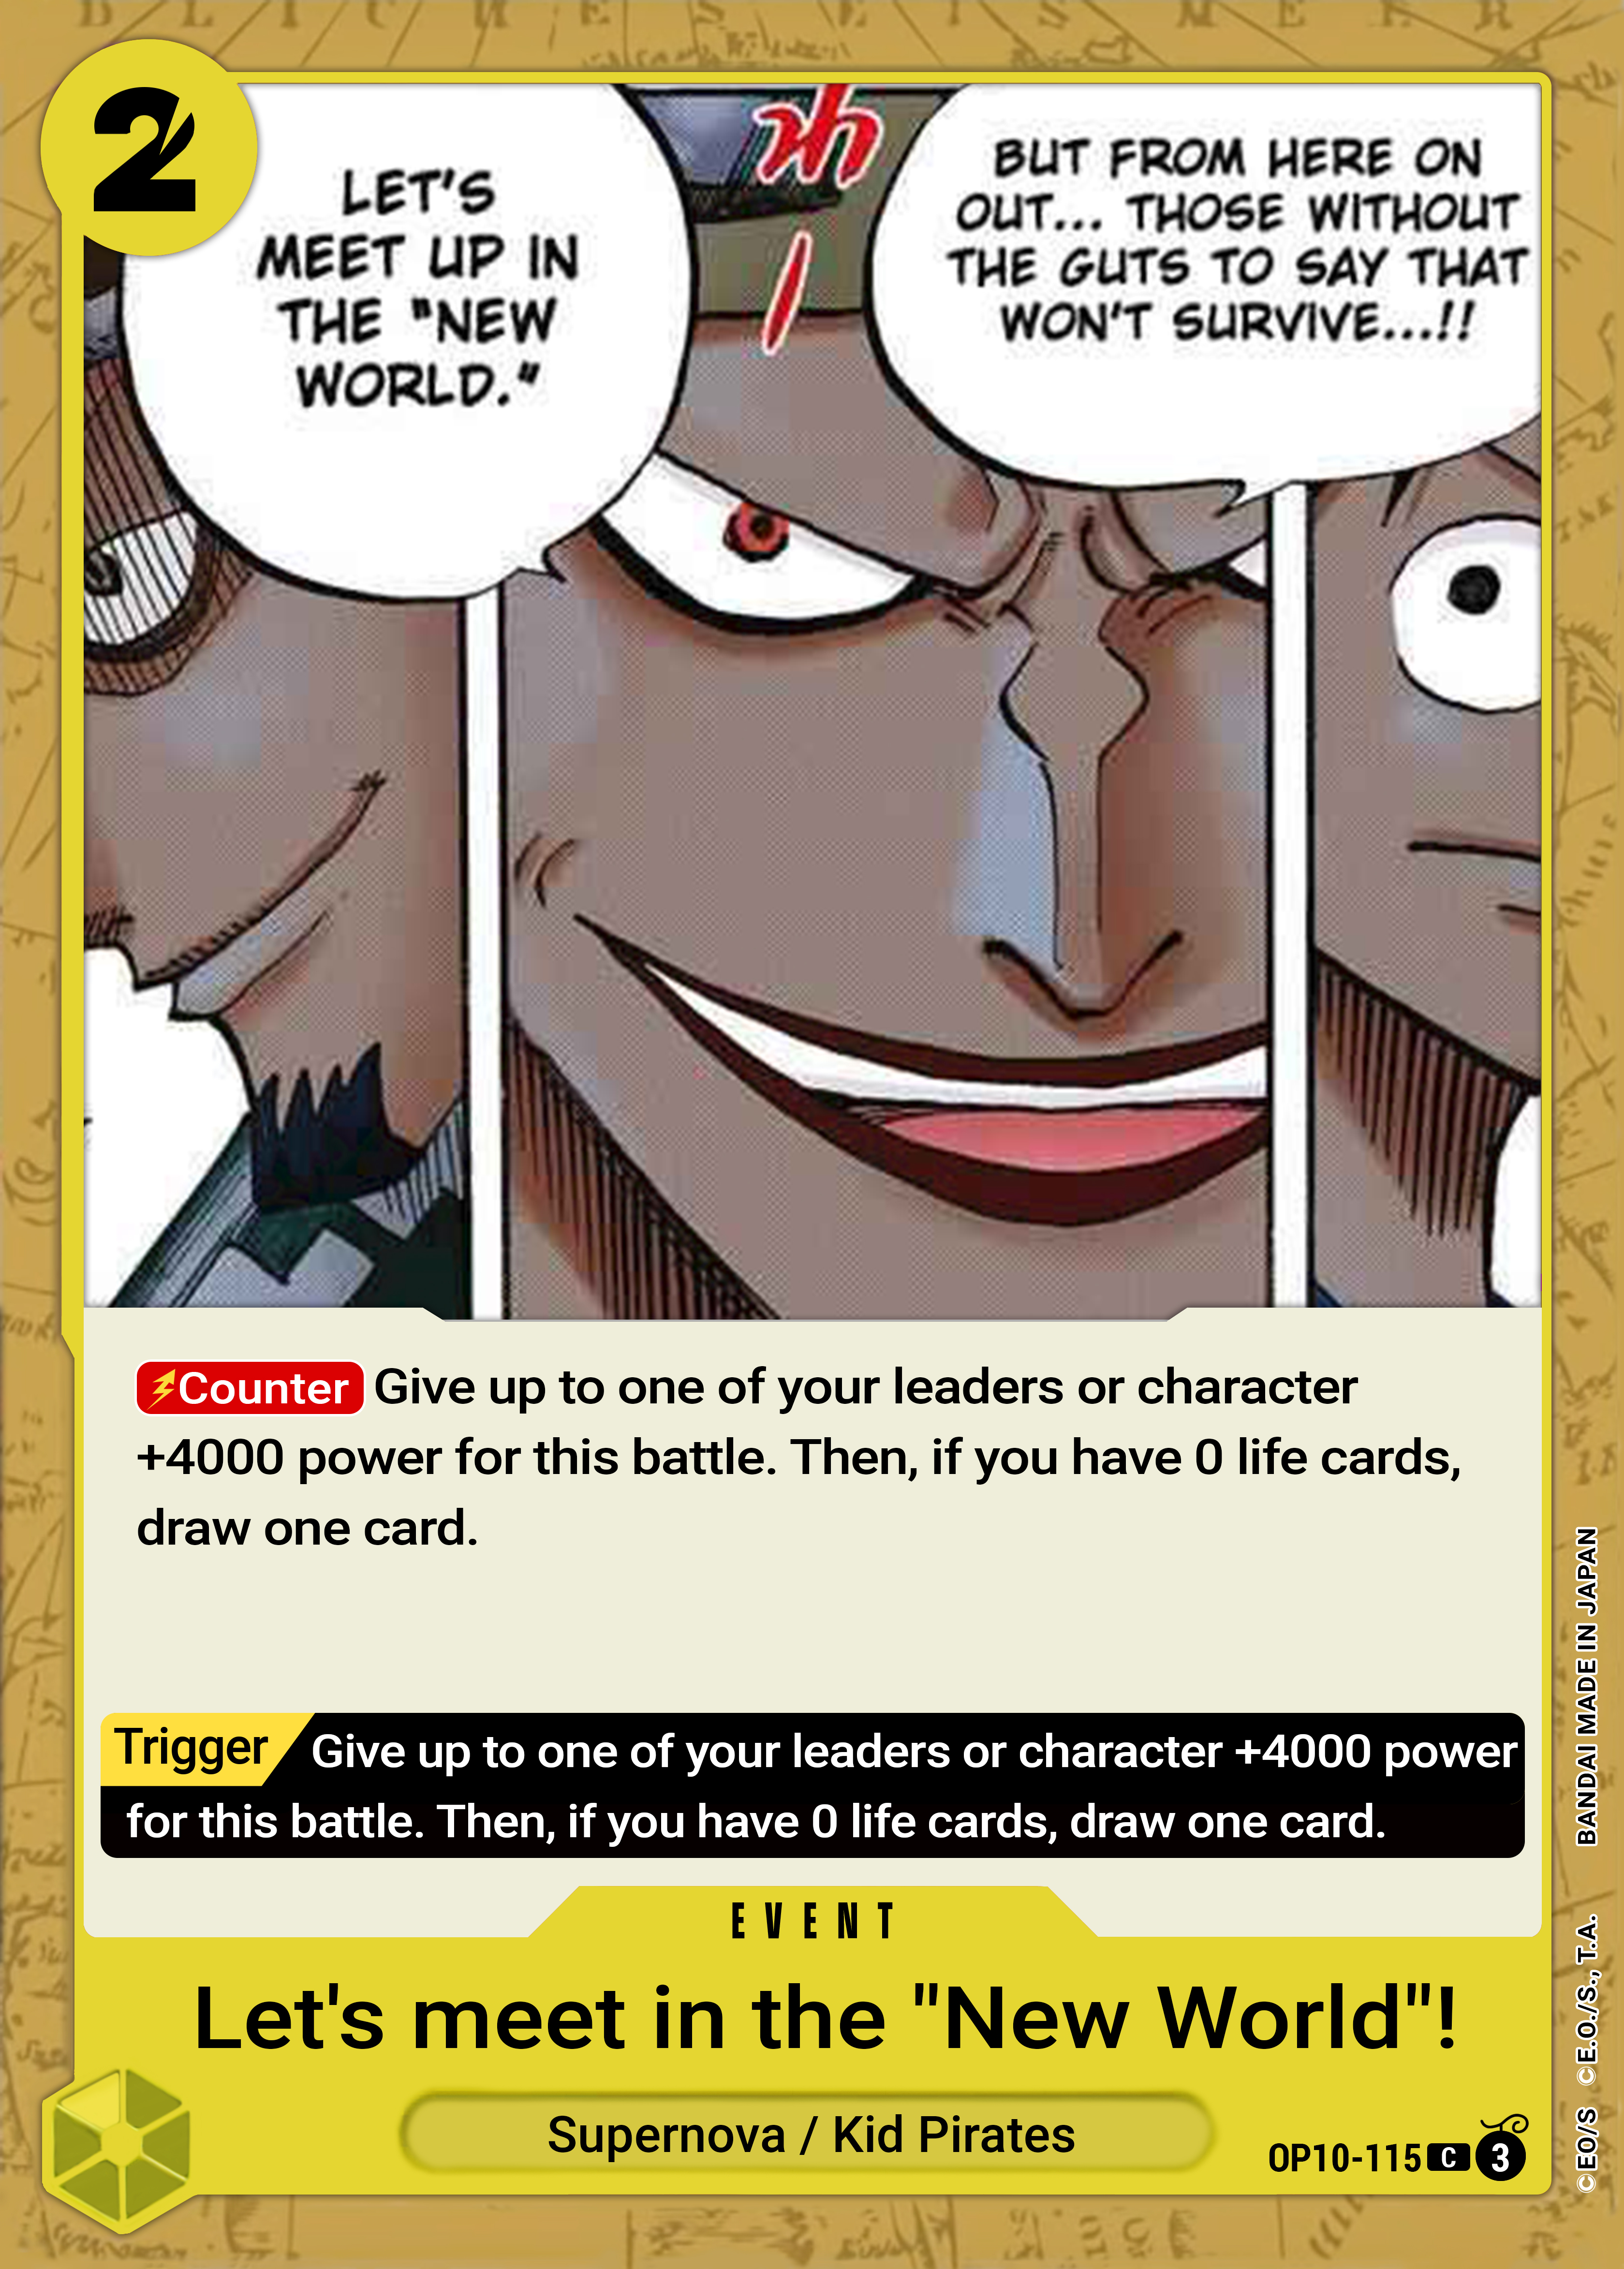 2
LET'S
MEET UP IN
THE "NEW
WORLD."
ฟา
BUT FROM HERE ON
OUT... THOSE WITHOUT
THE GUTS TO SAY THAT
WON'T SURVIVE...!!
Counter Give up to one of your leaders or character
+4000 power for this battle. Then, if you have 0 life cards,
draw one card.
Trigger Give up to one of your leaders or character +4000 power
for this battle. Then, if you have 0 life cards, draw one card.
EVENT
Let's meet in the "New World"!
Supernova / Kid Pirates
OP10-115 C 3
©EO/S ©E.O./S., T.A. BANDAI MADE IN JAPAN